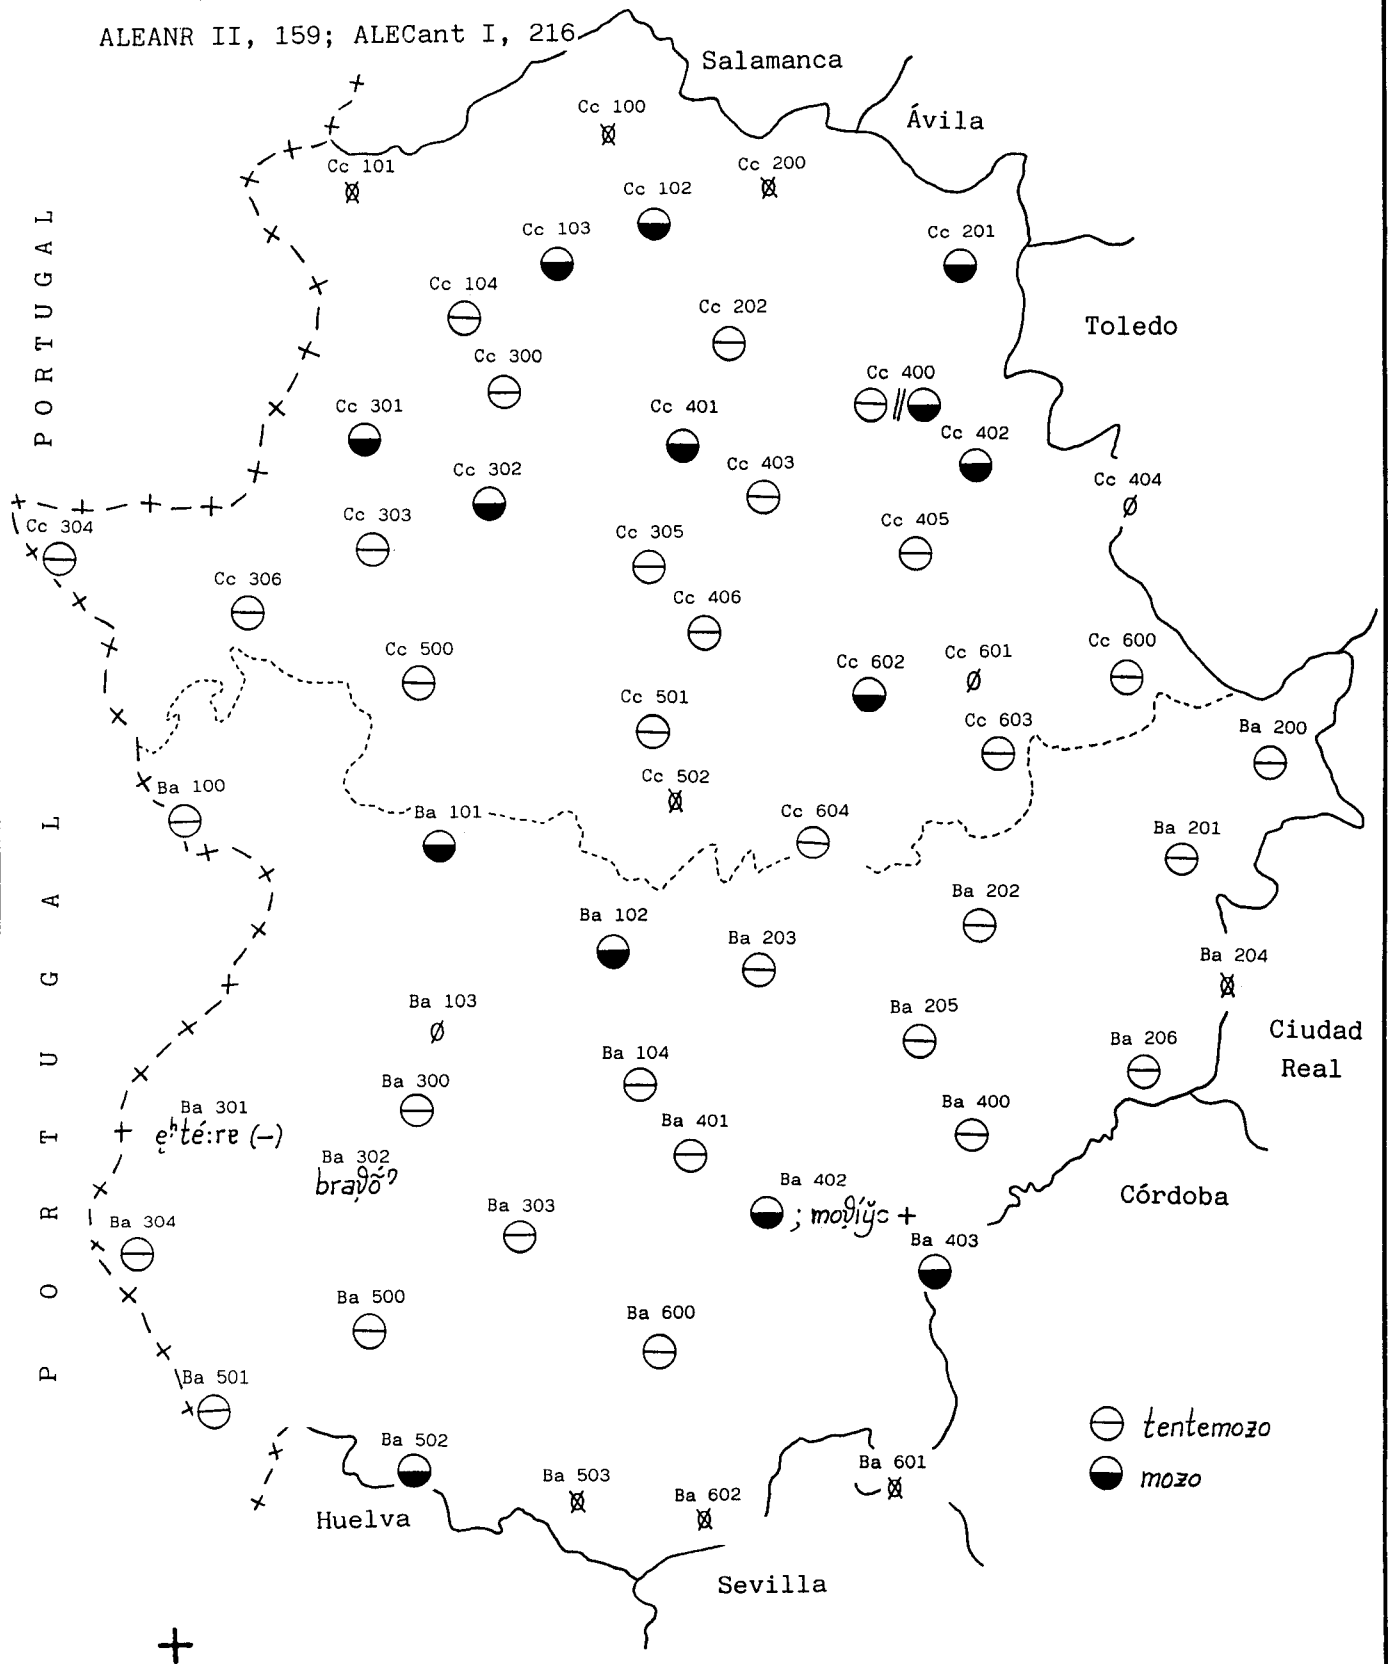 ALEANR II, 159; ALECant I, 216
Salamanca
Ávila
Cc 100
Cc 101
Cc 200
Cc 102
Cc 103
Cc 201
Cc 104
Cc 202
Toledo
Cc 300
Cc 400
//
Cc 301
Cc 401
Cc 402
Cc 302
Cc 403
Cc 404
Cc 303
Cc 304
Cc 305
Cc 405
Cc 306
Cc 406
Cc 500
Cc 602
Cc 601
Cc 600
Cc 501
Cc 603
Ba 200
Cc 502
Ba 100
Ba 101
Cc 604
Ba 201
Ba 102
Ba 202
Ba 203
Ba 204
Ba 103
Ba 205
Ciudad
Real
Ba 206
Ba 104
Ba 300
Ba 301
Ba 400
Ba 401
Ba 302
Ba 402
Córdoba
Ba 303
Ba 304
Ba 403
Ba 500
Ba 600
Ba 501
tentemozo
Ba 502
mozo
Ba 503
Ba 601
Ba 602
Huelva
Sevilla
PORTUGAL
PORTUGAL